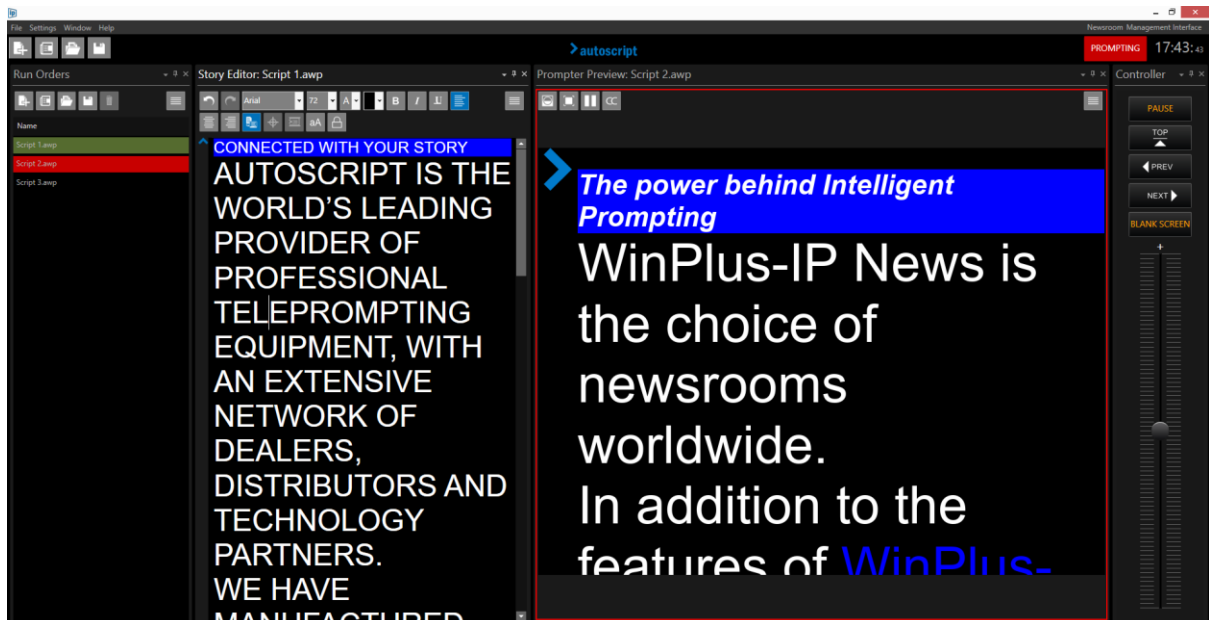 File Settings Window Help
Newsroom Management Interface
autoscript
PROMPTING 17:43:43
Run Orders
Name
Script 1.awp
Script 2.awp
Script 3.awp
Story Editor: Script 1.awp
Arial 72 A B I U
aA
CONNECTED WITH YOUR STORY
AUTOSCRIPT IS THE
WORLD'S LEADING
PROVIDER OF
PROFESSIONAL
TELEPROMPTING
EQUIPMENT, WITH
AN EXTENSIVE
NETWORK OF
DEALERS,
DISTRIBUTORS AND
TECHNOLOGY
PARTNERS.
WE HAVE
MANUFACTURED
Prompter Preview: Script 2.awp
CC
The power behind Intelligent
Prompting
WinPlus-IP News is
the choice of
newsrooms
worldwide.
In addition to the
features of WinPlus-
Controller
PAUSE
TOP
PREV
NEXT
BLANK SCREEN
+